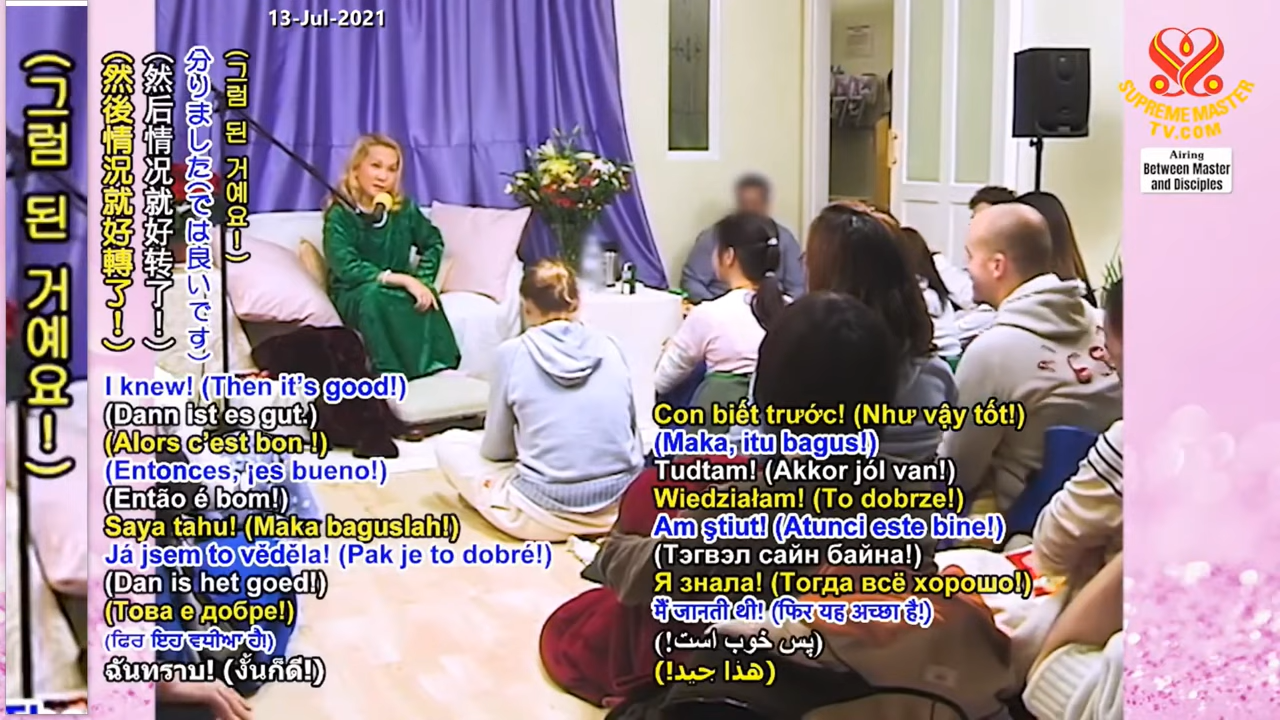 13-Jul-2021
SUPREME MASTER
TV.COM
Airing
Between Master
and Disciples
(그럼 된 거예요!)
(그럼 된 거예요!)
分りました(では良いです)
(然后情况就好转了!)
(然後情況就好轉了!)
I knew! (Then it's good!)
(Dann ist es gut.)
(Alors c'est bon !)
(Entonces, ¡es bueno!)
(Então é bom!)
Saya tahu! (Maka baguslah!)
Já jsem to věděla! (Pak je to dobré!)
(Dan is het goed!)
(Това е добре!)
(ਫਿਰ ਇਹ ਵਧੀਆ ਹੈ!)
ฉันทราบ! (งั้นก็ดี!)
Con biết trước! (Như vậy tốt!)
(Maka, itu bagus!)
Tudtam! (Akkor jól van!)
Wiedziałam! (To dobrze!)
Am ştiut! (Atunci este bine!)
(Тэгвэл сайн байна!)
Я знала! (Тогда всё хорошо!)
मैं जानती थी! (फिर यह अच्छा है!)
(پس خوب است!)
(هذا جيد!)